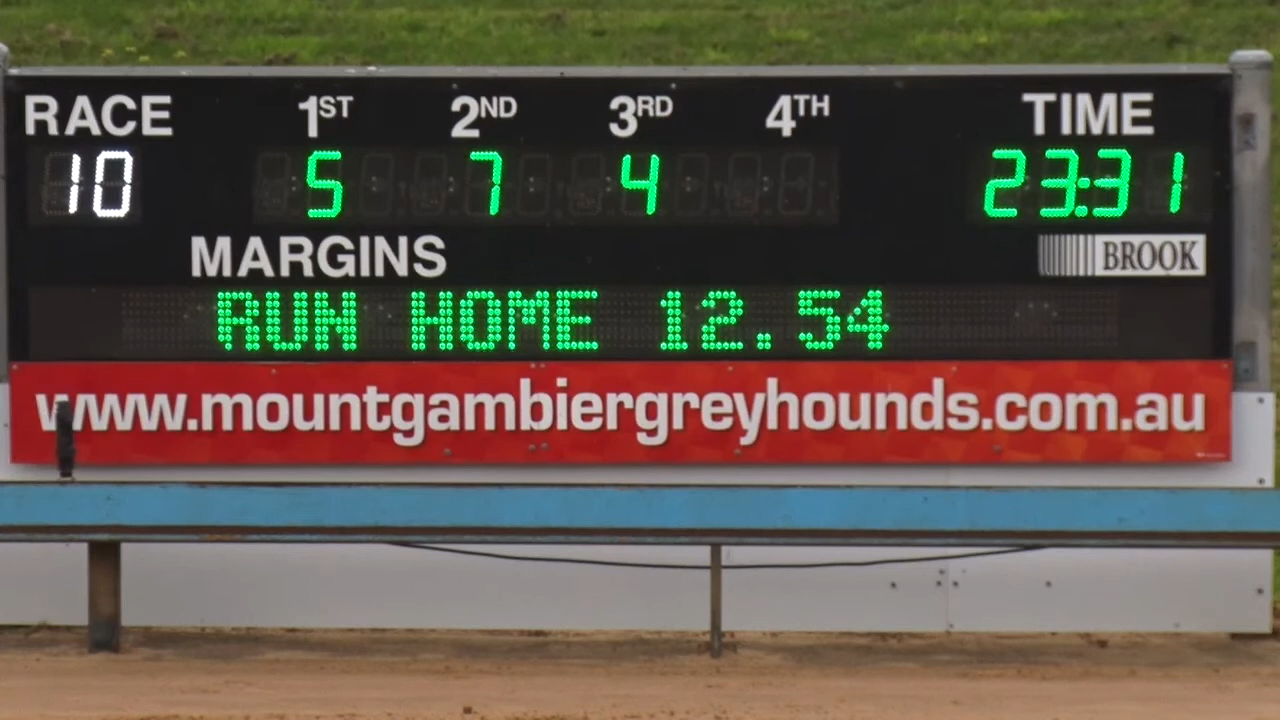 RACE 1ST 2ND 3RD 4TH TIME
10 5 7 4 23:31
MARGINS BROOK
RUN HOME 12.54
www.mountgambiergreyhounds.com.au